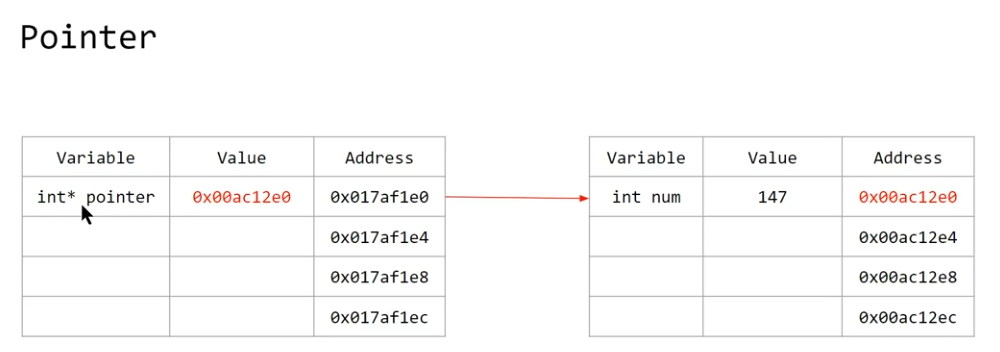 Pointer
Variable Value Address Variable Value Address
int* pointer 0x00ac12e0 0x017af1e0 int num 147 0x00ac12e0
0x017af1e4 0x00ac12e4
0x017af1e8 0x00ac12e8
0x017af1ec 0x00ac12ec